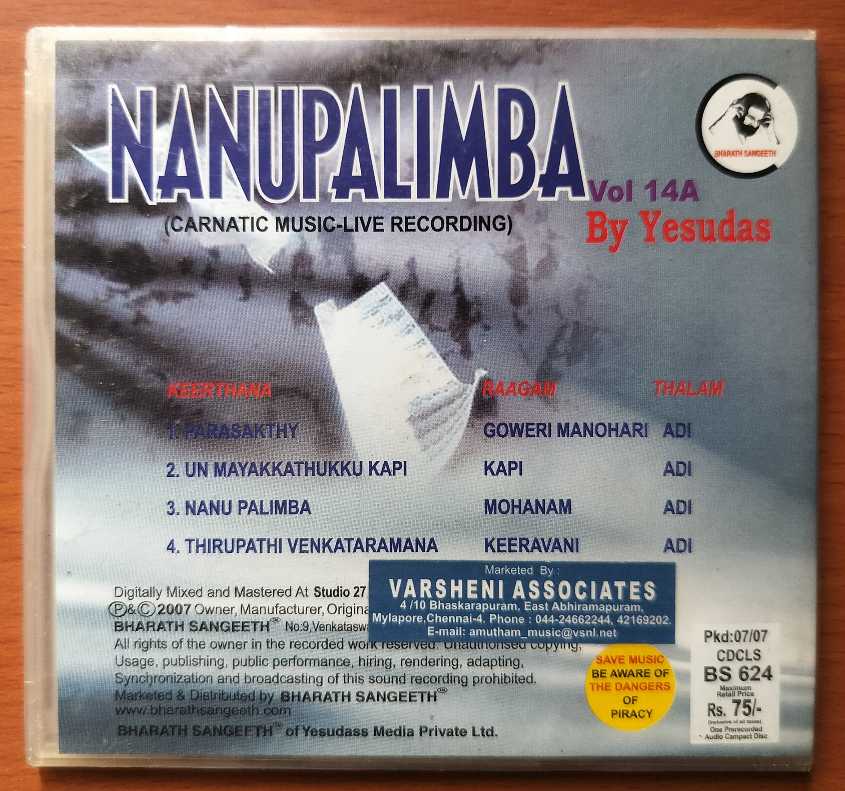 NANUPALIMBA
Vol 14A
(CARNATIC MUSIC-LIVE RECORDING)
By Yesudas
BHARATH SANGEETH
KEERTHANA RAAGAM THALAM
1. PARASAKTHY GOWERI MANOHARI ADI
2. UN MAYAKKATHUKKU KAPI KAPI ADI
3. NANU PALIMBA MOHANAM ADI
4. THIRUPATHI VENKATARAMANA KEERAVANI ADI
Digitally Mixed and Mastered At Studio 27
Ⓟ&© 2007 Owner, Manufacturer, Origina
BHARATH SANGEETH No:9,Venkatasw
All rights of the owner in the recorded work reserved. Unauthorised copying,
Usage, publishing, public performance, hiring, rendering, adapting,
Synchronization and broadcasting of this sound recording prohibited.
Marketed & Distributed by BHARATH SANGEETH
www.bharathsangeeth.com
BHARATH SANGEETH of Yesudass Media Private Ltd.
Marketed By :
VARSHENI ASSOCIATES
4 /10 Bhaskarapuram, East Abhiramapuram,
Mylapore,Chennai-4. Phone : 044-24662244, 42169202.
E-mail: amutham_music@vsnl.net
SAVE MUSIC
BE AWARE OF
THE DANGERS
OF
PIRACY
Pkd:07/07
CDCLS
BS 624
Maximum
Retail Price
Rs. 75/-
(Inclusive of all taxes)
One Prerecorded
Audio Compact Disc